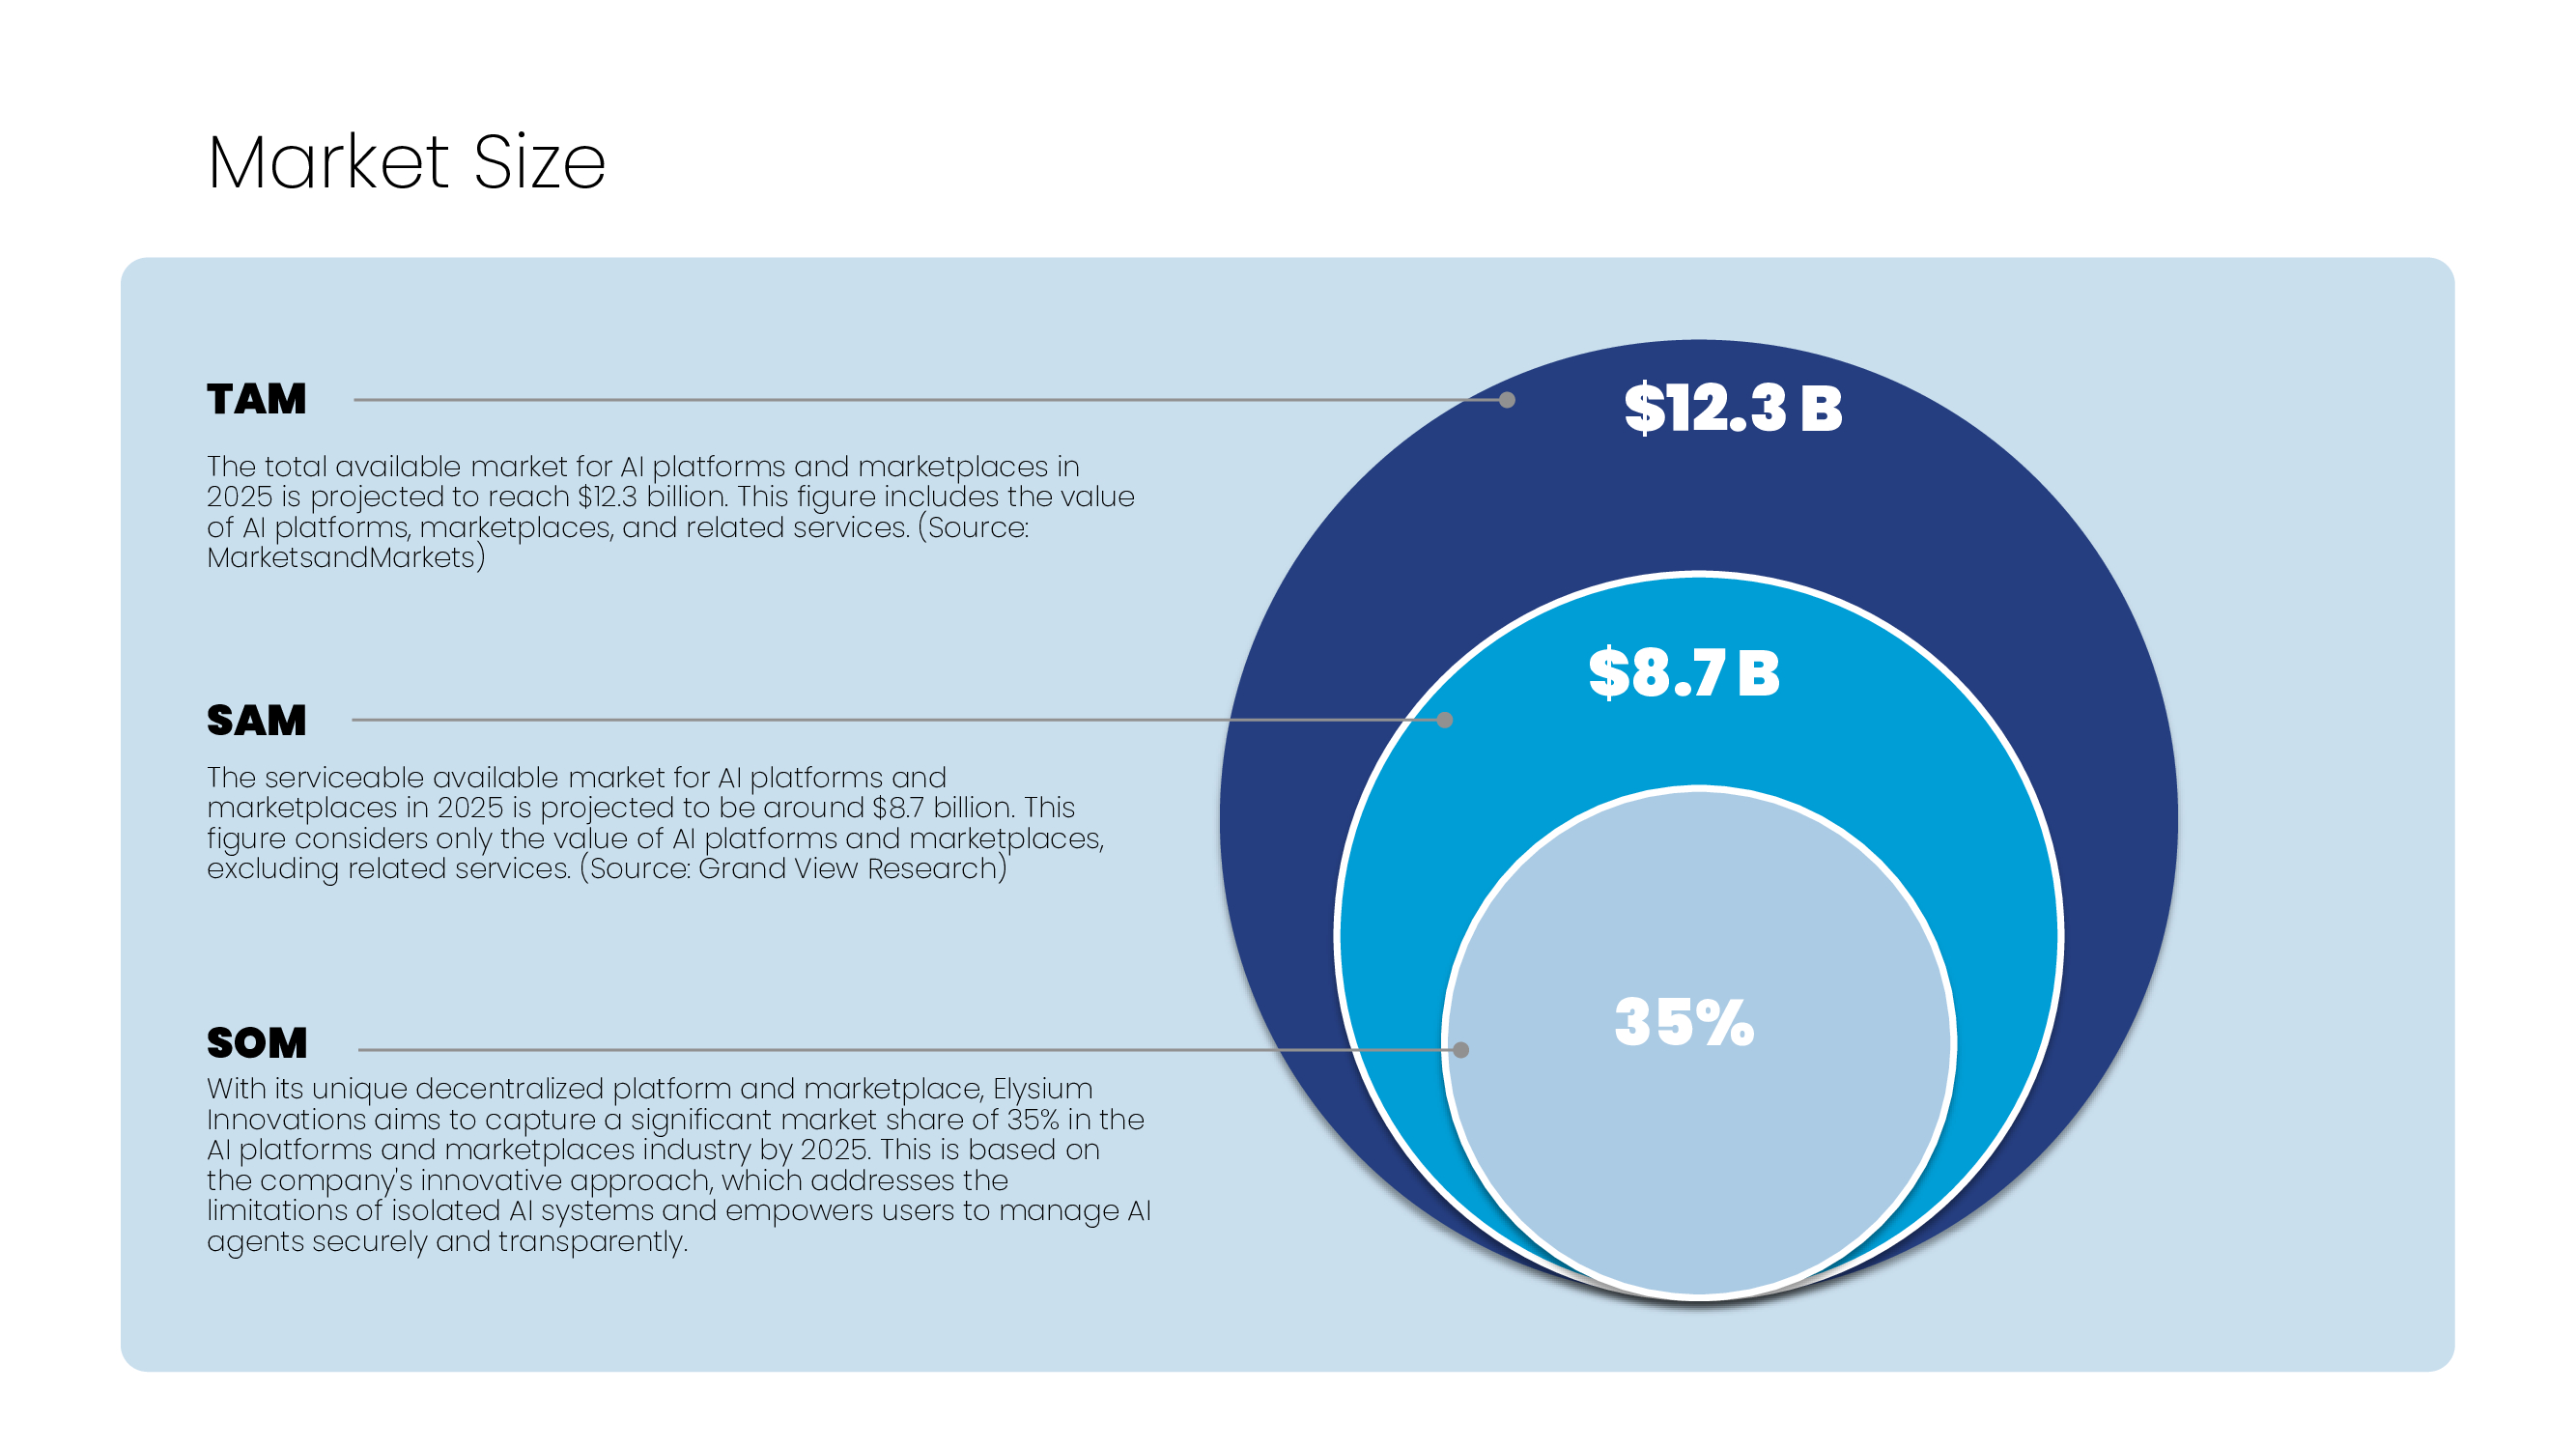 Market Size
TAM
$12.3 B
The total available market for AI platforms and marketplaces in
2025 is projected to reach $12.3 billion. This figure includes the value
of AI platforms, marketplaces, and related services. (Source:
MarketsandMarkets)
SAM
$8.7 B
The serviceable available market for AI platforms and
marketplaces in 2025 is projected to be around $8.7 billion. This
figure considers only the value of AI platforms and marketplaces,
excluding related services. (Source: Grand View Research)
SOM
35%
With its unique decentralized platform and marketplace, Elysium
Innovations aims to capture a significant market share of 35% in the
AI platforms and marketplaces industry by 2025. This is based on
the company's innovative approach, which addresses the
limitations of isolated AI systems and empowers users to manage AI
agents securely and transparently.